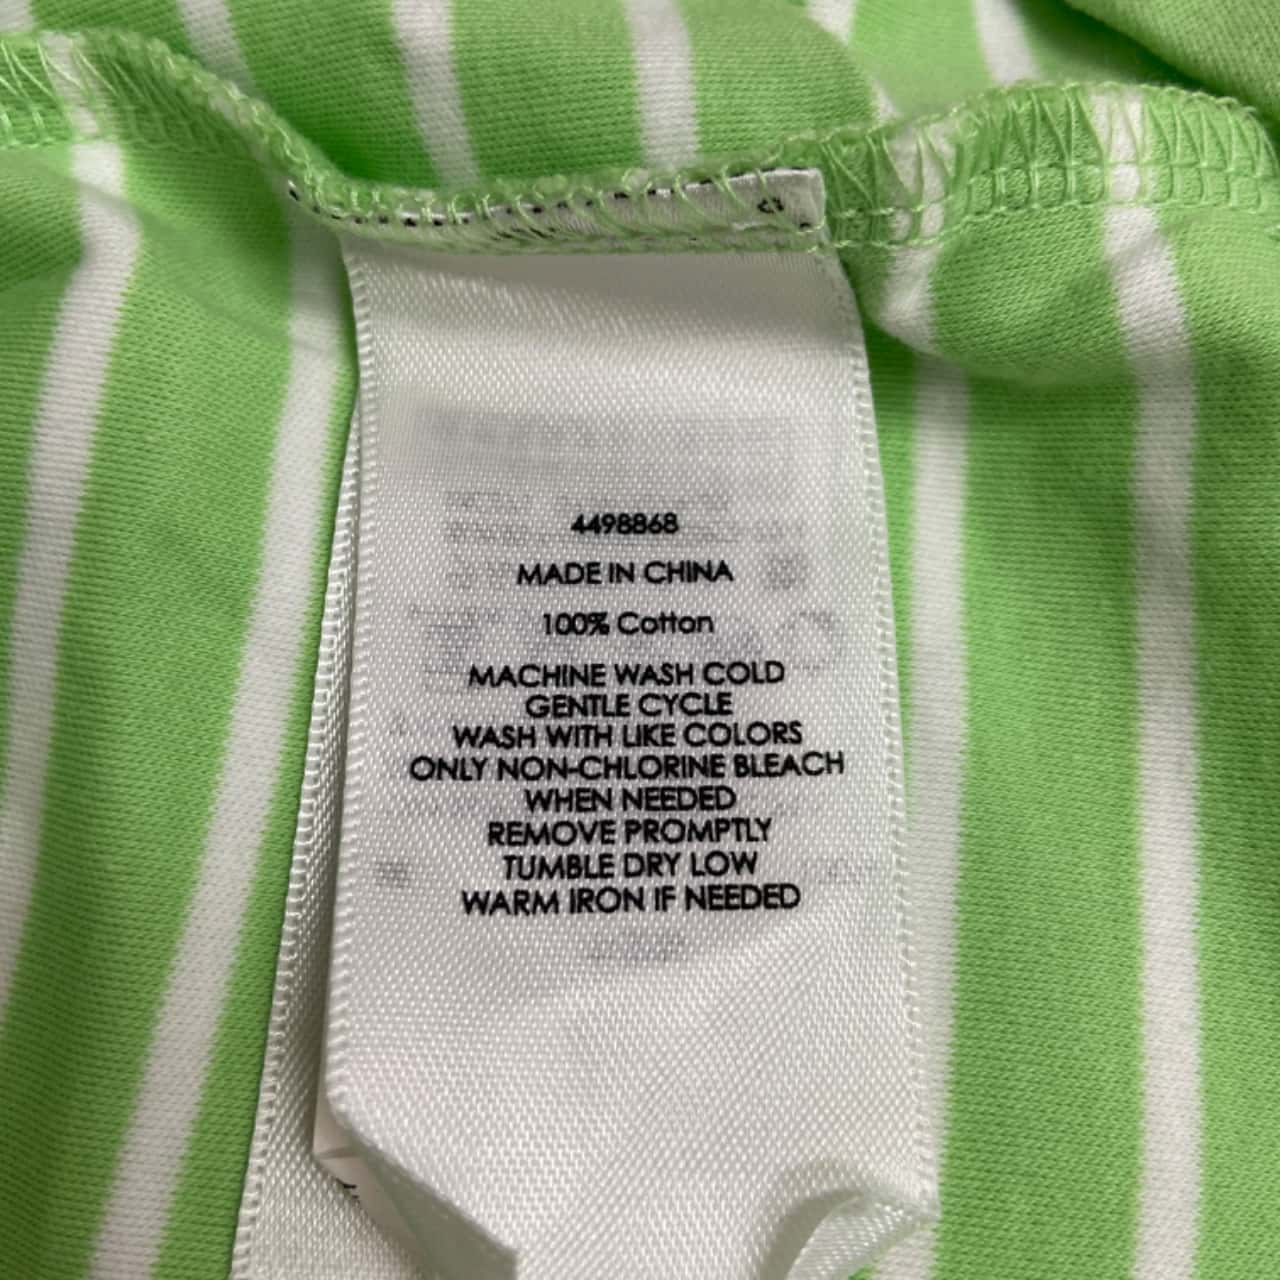 4498868
MADE IN CHINA
100% Cotton
MACHINE WASH COLD
GENTLE CYCLE
WASH WITH LIKE COLORS
ONLY NON-CHLORINE BLEACH
WHEN NEEDED
REMOVE PROMPTLY
TUMBLE DRY LOW
WARM IRON IF NEEDED